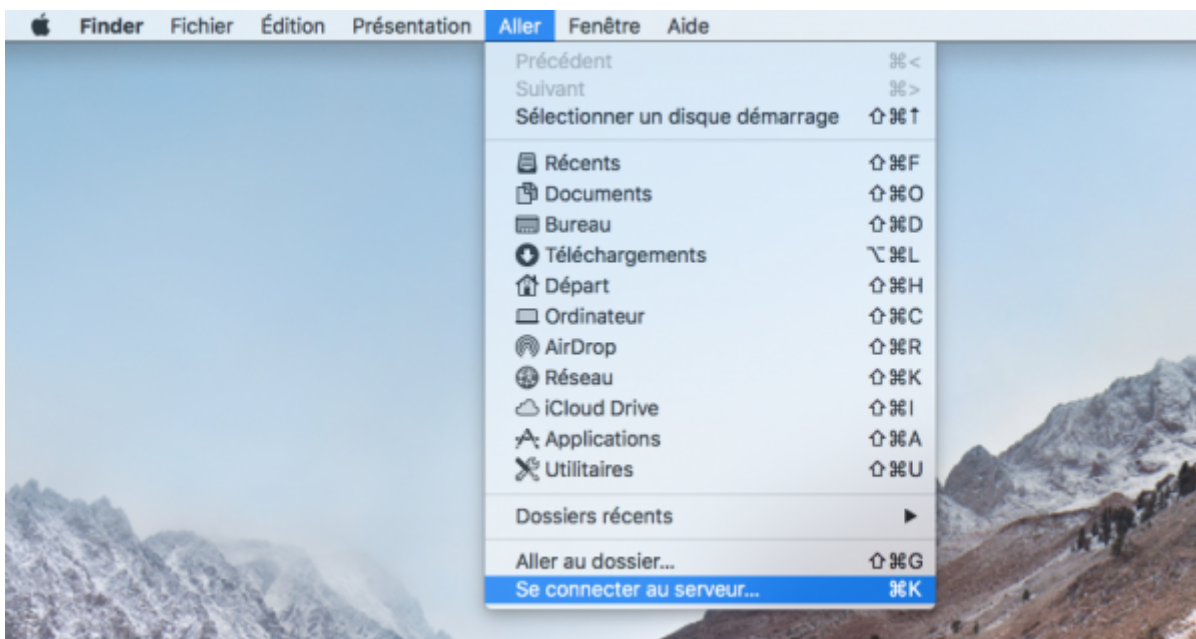 Finder Fichier Édition Présentation Aller Fenêtre Aide
Précédent ⌘<
Suivant ⌘>
Sélectionner un disque démarrage ⇧⌘↑
Récents ⇧⌘F
Documents ⇧⌘O
Bureau ⇧⌘D
Téléchargements ⌥⌘L
Départ ⇧⌘H
Ordinateur ⇧⌘C
AirDrop ⇧⌘R
Réseau ⇧⌘K
iCloud Drive ⇧⌘I
Applications ⇧⌘A
Utilitaires ⇧⌘U
Dossiers récents ▶
Aller au dossier... ⇧⌘G
Se connecter au serveur... ⌘K